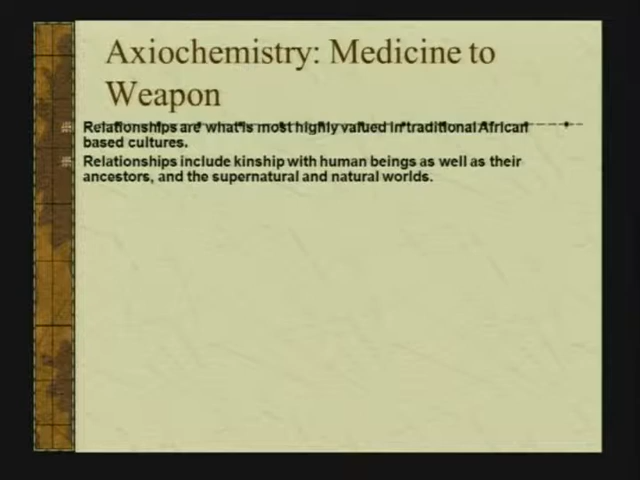 Axiochemistry: Medicine to
Weapon
Relationships are what is most highly valued in traditional African
based cultures.
Relationships include kinship with human beings as well as their
ancestors, and the supernatural and natural worlds.